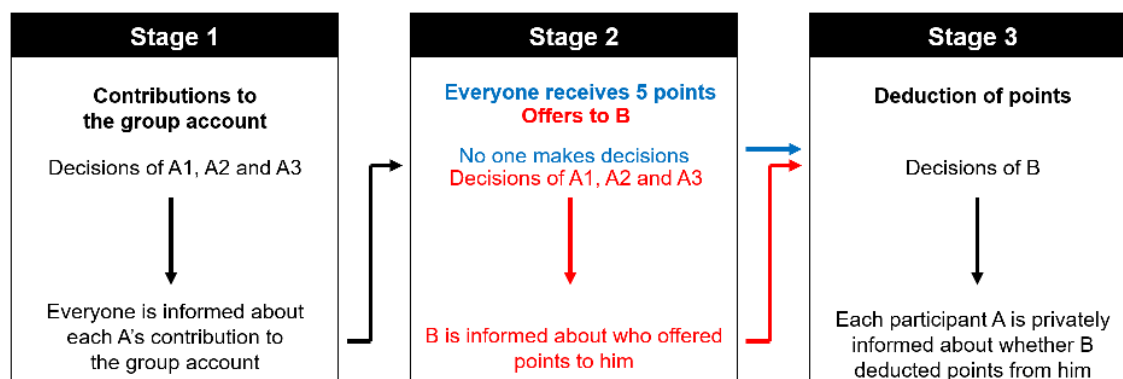 Stage 1
Contributions to
the group account
Decisions of A1, A2 and A3
Everyone is informed about
each A's contribution to
the group account
Stage 2
Everyone receives 5 points
Offers to B
No one makes decisions
Decisions of A1, A2 and A3
B is informed about who offered
points to him
Stage 3
Deduction of points
Decisions of B
Each participant A is privately
informed about whether B
deducted points from him